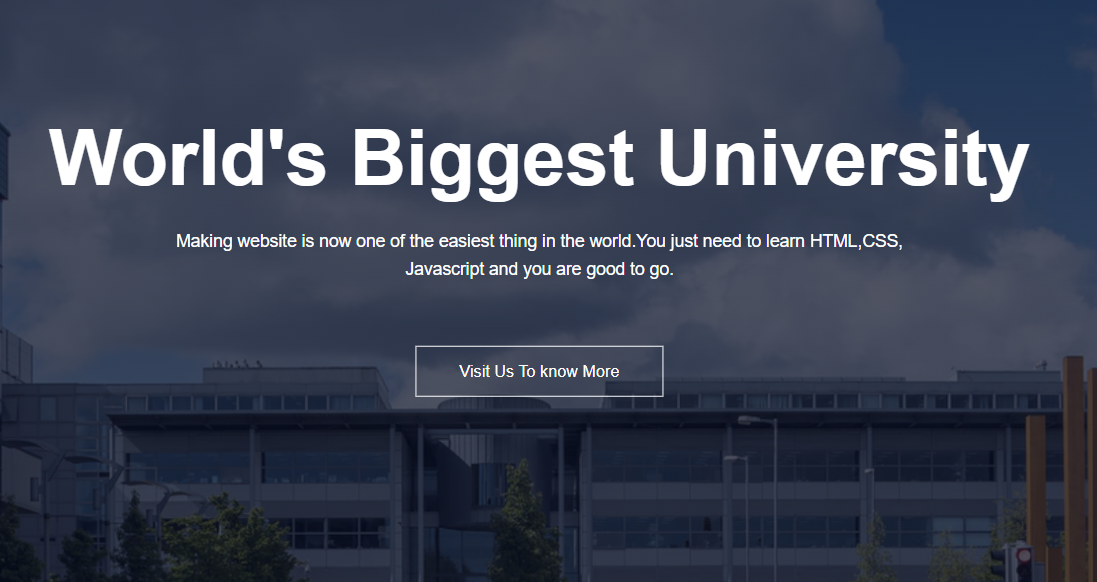 World's Biggest University
Making website is now one of the easiest thing in the world.You just need to learn HTML,CSS,
Javascript and you are good to go.
Visit Us To know More